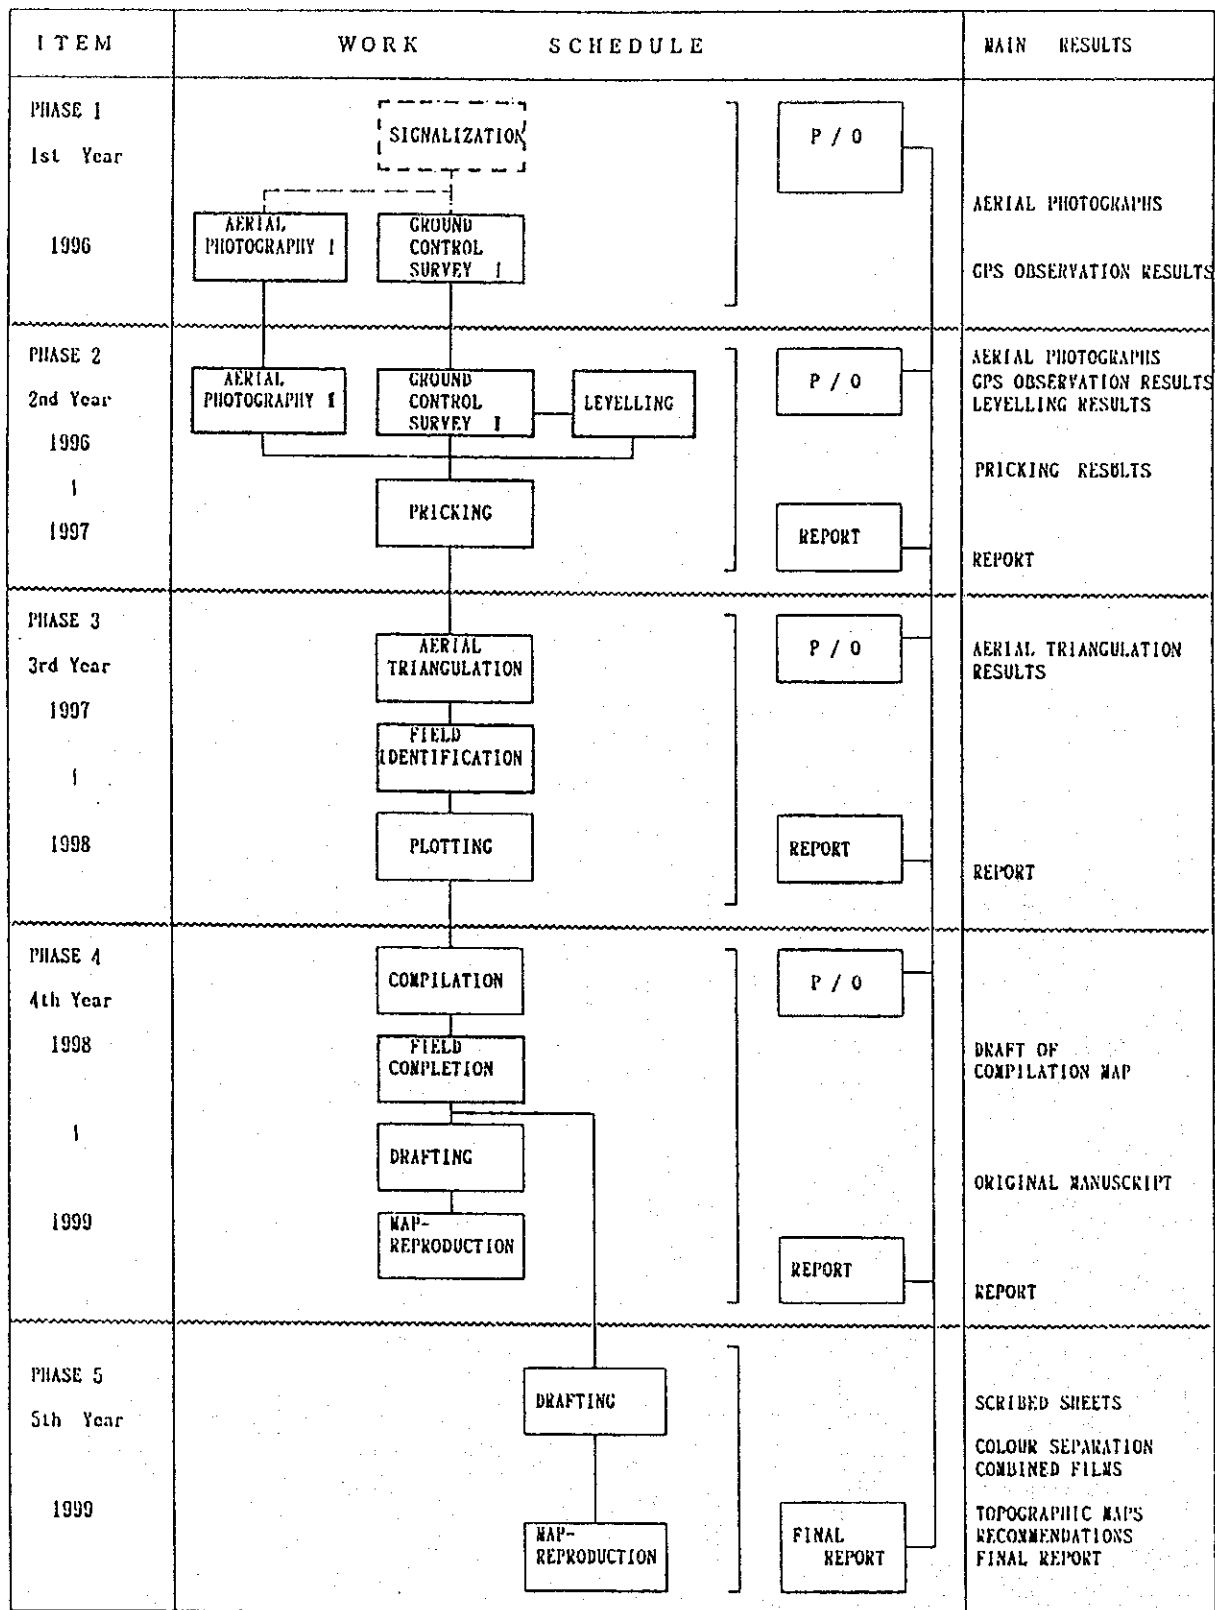 ITEM
WORK SCHEDULE
MAIN RESULTS
PHASE 1
1st Year
1996
SIGNALIZATION
AERIAL
PHOTOGRAPHY I
GROUND
CONTROL
SURVEY I
P / O
AERIAL PHOTOGRAPHS
GPS OBSERVATION RESULTS
PHASE 2
2nd Year
1996
1997
AERIAL
PHOTOGRAPHY
GROUND
CONTROL
SURVEY
LEVELLING
PRICKING
P / O
REPORT
AERIAL PHOTOGRAPHS
GPS OBSERVATION RESULTS
LEVELLING RESULTS
PRICKING RESULTS
REPORT
PHASE 3
3rd Year
1997
1998
AERIAL
TRIANGULATION
FIELD
IDENTIFICATION
PLOTTING
P / O
REPORT
AERIAL TRIANGULATION
RESULTS
REPORT
PHASE 4
4th Year
1998
1999
COMPILATION
FIELD
COMPLETION
DRAFTING
MAP-
REPRODUCTION
P / O
REPORT
DRAFT OF
COMPILATION MAP
ORIGINAL MANUSCRIPT
REPORT
PHASE 5
5th Year
1999
DRAFTING
MAP-
REPRODUCTION
FINAL
REPORT
SCRIBED SHEETS
COLOUR SEPARATION
COMBINED FILMS
TOPOGRAPHIC MAPS
RECOMMENDATIONS
FINAL REPORT